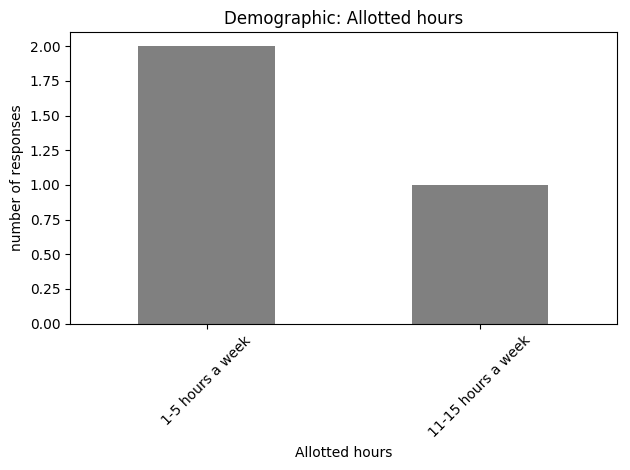 Demographic: Allotted hours
number of responses
2.00
1.75
1.50
1.25
1.00
0.75
0.50
0.25
0.00
1-5 hours a week
11-15 hours a week
Allotted hours